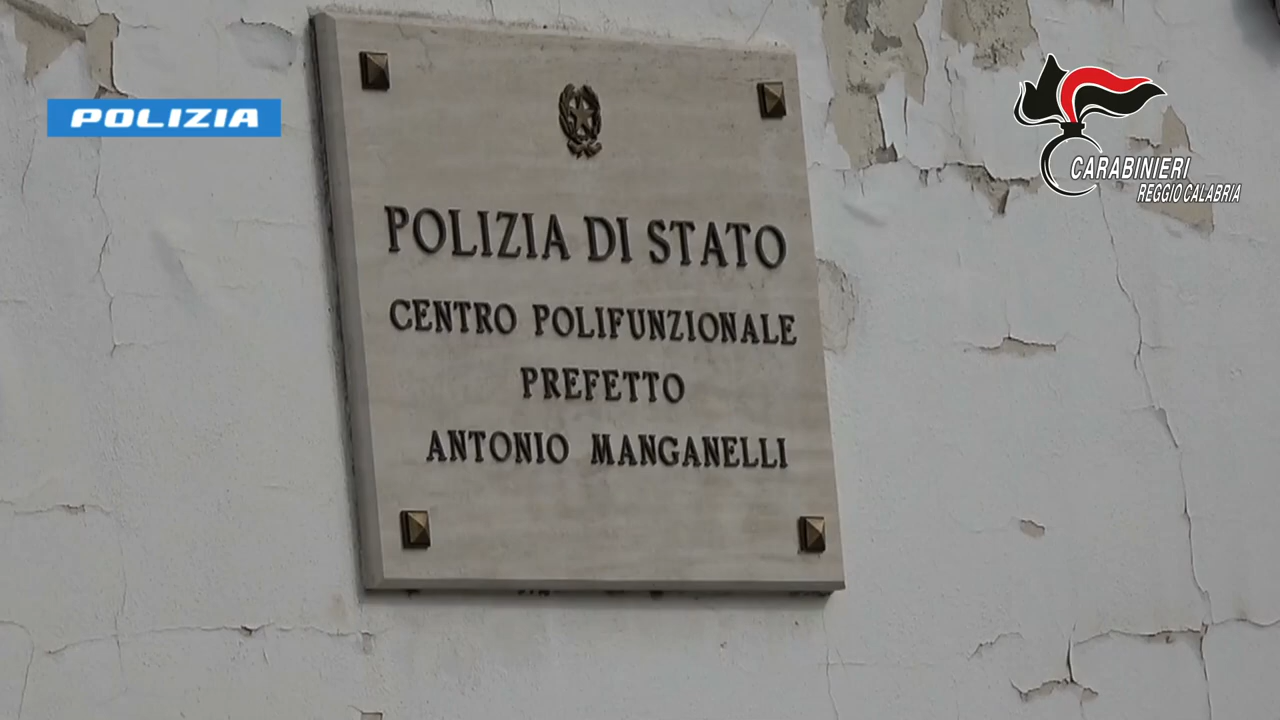 POLIZIA
CARABINIERI
REGGIO CALABRIA
POLIZIA DI STATO
CENTRO POLIFUNZIONALE
PREFETTO
ANTONIO MANGANELLI